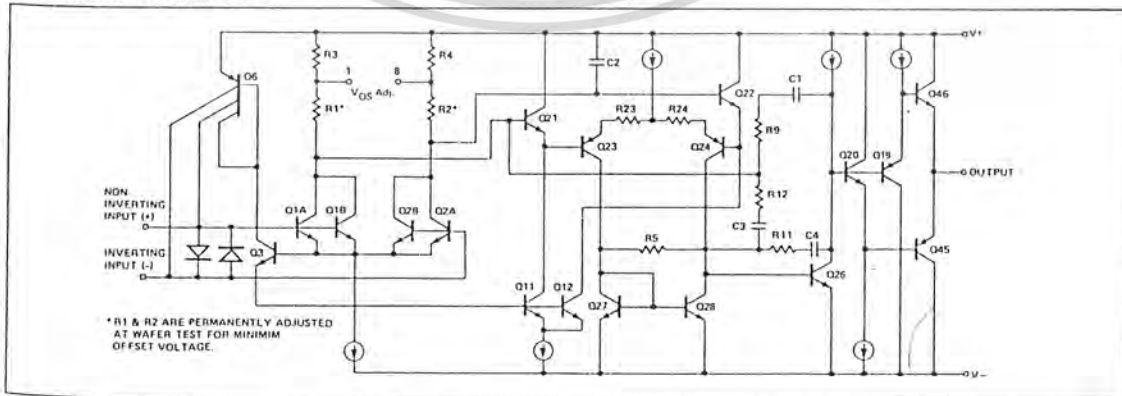 V+
R3
R4
C2
Q6
1
8
VOS Adj.
C1
Q22
Q46
R1*
R2*
Q21
R23
R24
R9
Q23
Q24
Q20
Q19
OUTPUT
R12
NON
INVERTING
INPUT (+)
Q1A
Q1B
Q2B
Q2A
C3
R11
C4
Q3
R5
Q45
INVERTING
INPUT (-)
Q26
Q11
Q12
Q27
Q28
* R1 & R2 ARE PERMANENTLY ADJUSTED
AT WAFER TEST FOR MINIMIM
OFFSET VOLTAGE.
V-